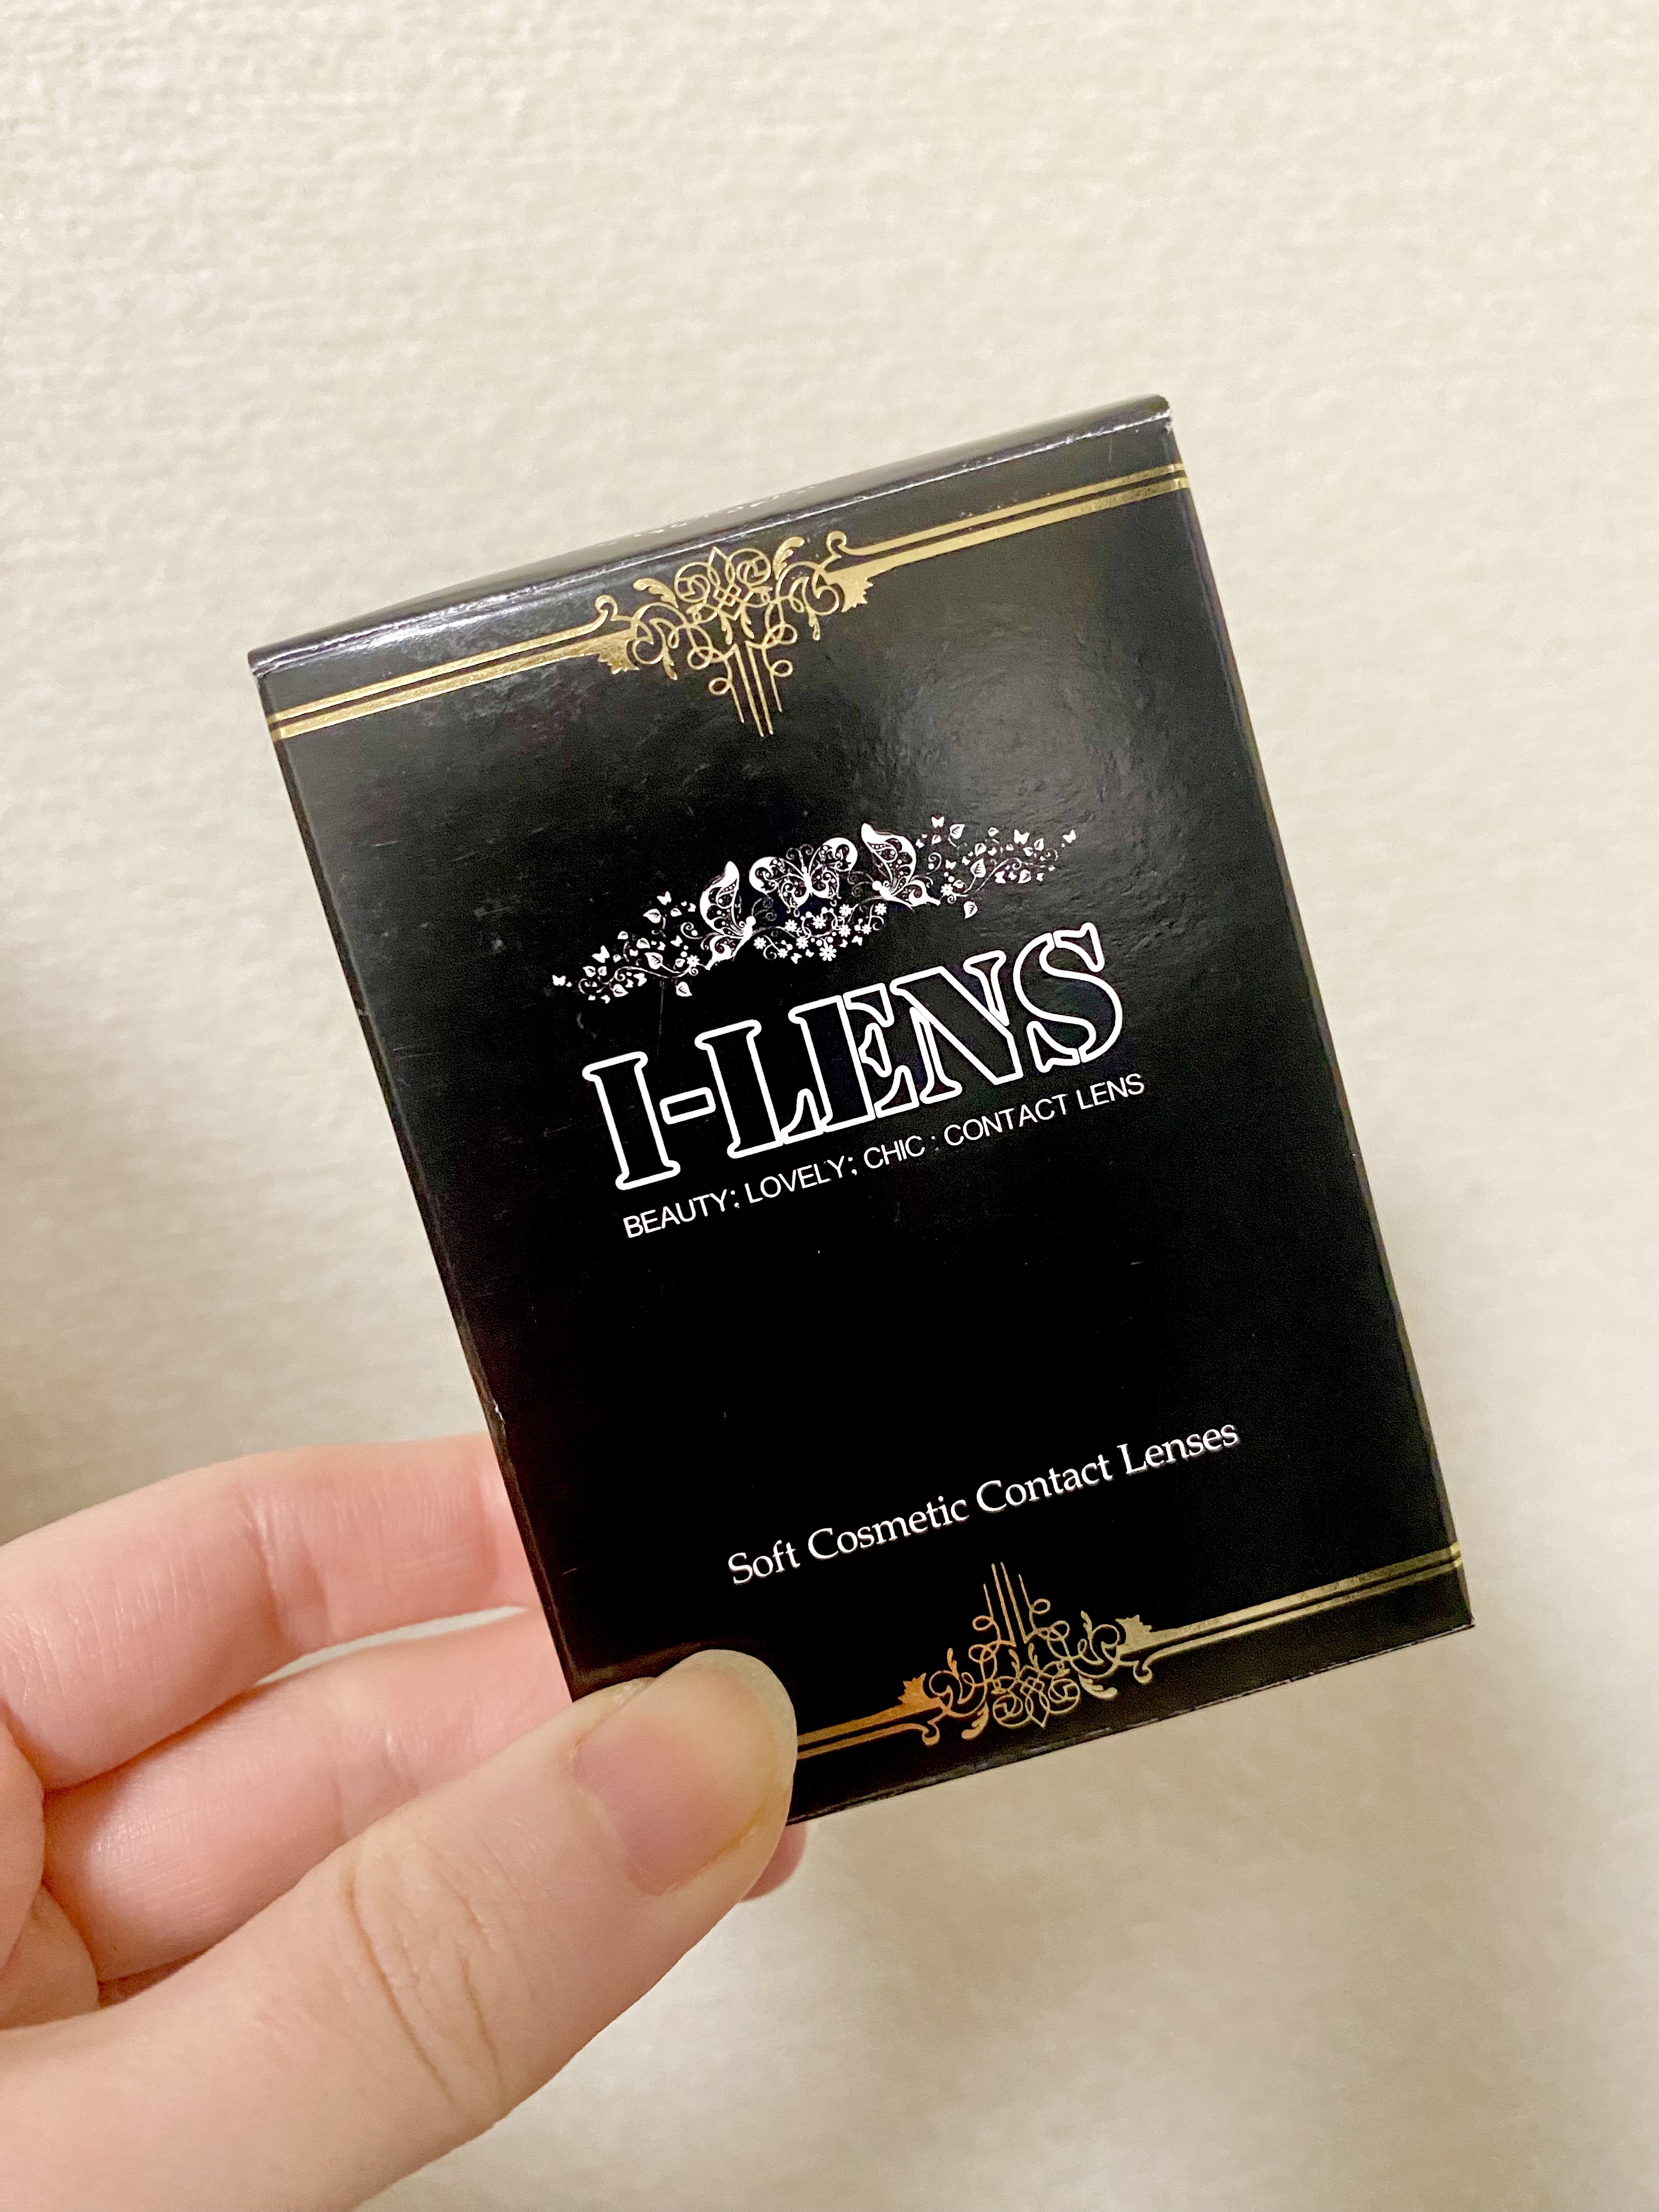 I-LENS
BEAUTY; LOVELY; CHIC : CONTACT LENS
Soft Cosmetic Contact Lenses